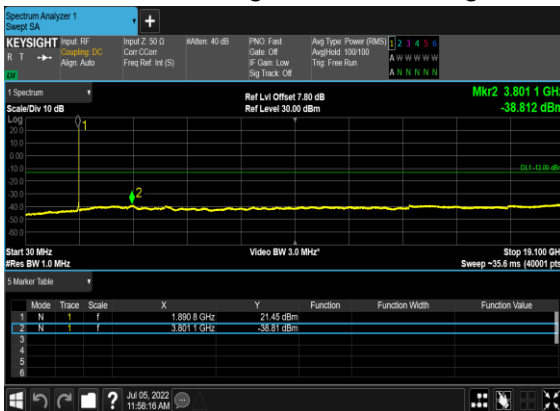 Spectrum Analyzer 1
Swept SA
KEYSIGHT
R T
LV
Input: RF
Coupling: DC
Align: Auto
Input Z: 50 Ω
Corr CCorr
Freq Ref: Int (S)
#Atten: 40 dB
PNO: Fast
Gate: Off
IF Gain: Low
Sig Track: Off
Avg Type: Power (RMS)
Avg|Hold: 100/100
Trig: Free Run
1 2 3 4 5 6
A W W W W W
A N N N N N
1 Spectrum
Scale/Div 10 dB
Ref Lvl Offset 7.80 dB
Ref Level 30.00 dBm
Mkr2 3.801 1 GHz
-38.812 dBm
Log
20.0
10.0
0.00
-10.0
-20.0
-30.0
-40.0
-50.0
-60.0
1
2
DL1 -13.00 dBm
Start 30 MHz
#Res BW 1.0 MHz
Video BW 3.0 MHz*
Stop 19.100 GHz
Sweep ~35.6 ms (40001 pts)
5 Marker Table
Mode Trace Scale X Y Function Function Width Function Value
1 N 1 f 1.890 8 GHz 21.45 dBm
2 N 1 f 3.801 1 GHz -38.81 dBm
3
4
5
6
?
Jul 05, 2022
11:58:16 AM